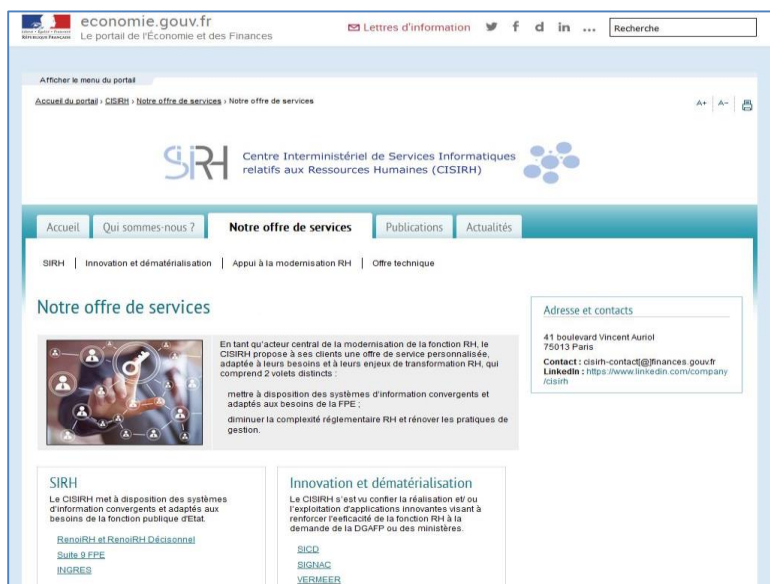 economie.gouv.fr
Le portail de l'Économie et des Finances
Lettres d'information
Recherche
Afficher le menu du portail
Accueil du portail › CISIRH › Notre offre de services › Notre offre de services
A+ A-
SIRH
Centre Interministériel de Services Informatiques
relatifs aux Ressources Humaines (CISIRH)
Accueil
Qui sommes-nous ?
Notre offre de services
Publications
Actualités
SIRH | Innovation et dématérialisation | Appui à la modernisation RH | Offre technique
Notre offre de services
En tant qu'acteur central de la modernisation de la fonction RH, le
CISIRH propose à ses clients une offre de service personnalisée,
adaptée à leurs besoins et à leurs enjeux de transformation RH, qui
comprend 2 volets distincts :
mettre à disposition des systèmes d'information convergents et
adaptés aux besoins de la FPE ;
diminuer la complexité réglementaire RH et rénover les pratiques de
gestion.
Adresse et contacts
41 boulevard Vincent Auriol
75013 Paris
Contact : cisirh-contact[@]finances.gouv.fr
LinkedIn : https://www.linkedin.com/company
/cisirh
SIRH
Le CISIRH met à disposition des systèmes
d'information convergents et adaptés aux
besoins de la fonction publique d'Etat.
RenoiRH et RenoiRH Décisonnel
Suite 9 FPE
INGRES
Innovation et dématérialisation
Le CISIRH s'est vu confier la réalisation et/ ou
l'exploitation d'applications innovantes visant à
renforcer l'efficacité de la fonction RH à la
demande de la DGAFP ou des ministères.
SICD
SIGNAC
VERMEER